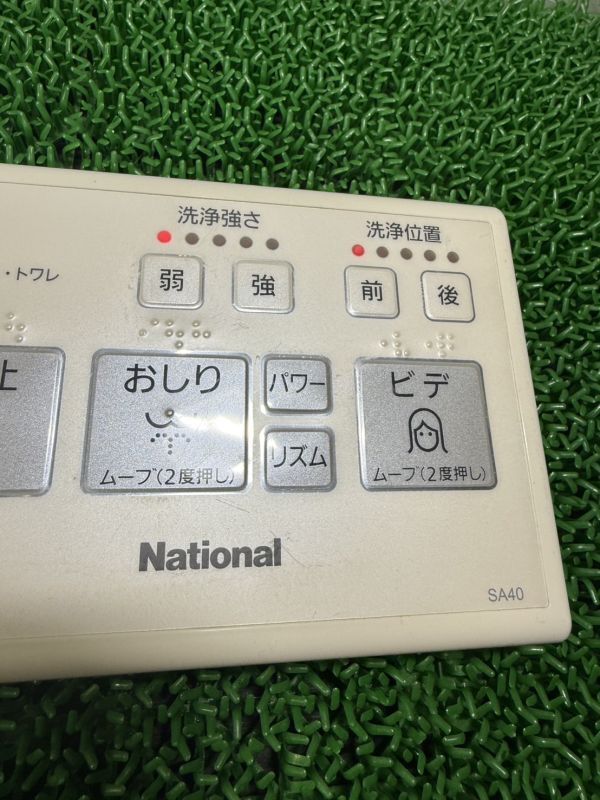 洗浄強さ
洗浄位置
・トワレ
弱
強
前
後
止
おしり
パワー
ビデ
リズム
ムーブ(2度押し)
ムーブ(2度押し)
National
SA40